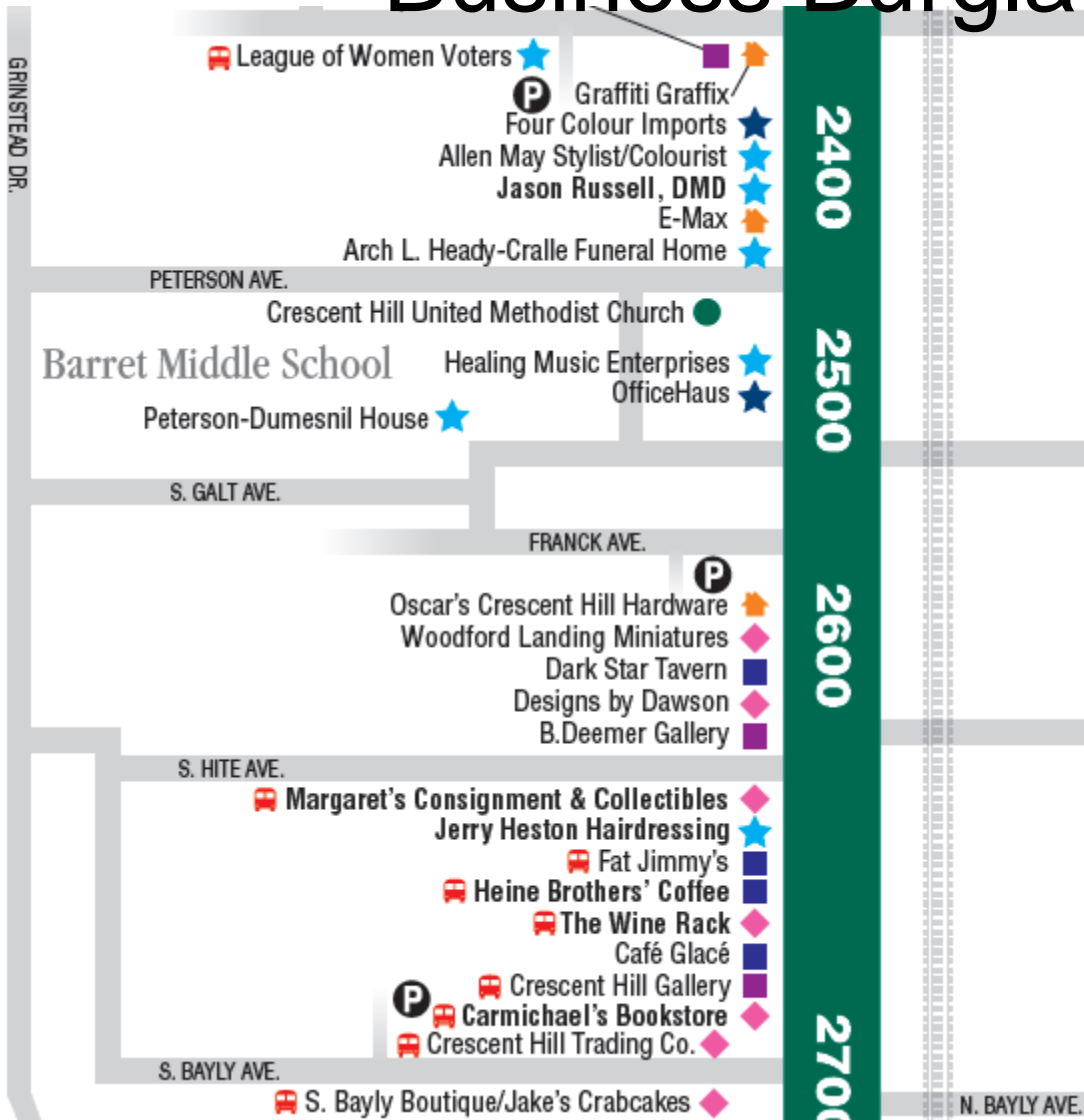 GRINSTEAD DR.
League of Women Voters
P
Graffiti Graffix
Four Colour Imports
Allen May Stylist/Colourist
Jason Russell, DMD
E-Max
Arch L. Heady-Cralle Funeral Home
2400
PETERSON AVE.
Crescent Hill United Methodist Church
Barret Middle School
Healing Music Enterprises
OfficeHaus
2500
Peterson-Dumesnil House
S. GALT AVE.
FRANCK AVE.
P
Oscar's Crescent Hill Hardware
Woodford Landing Miniatures
2600
Dark Star Tavern
Designs by Dawson
B.Deemer Gallery
S. HITE AVE.
Margaret's Consignment & Collectibles
Jerry Heston Hairdressing
Fat Jimmy's
Heine Brothers' Coffee
The Wine Rack
Café Glacé
Crescent Hill Gallery
P
Carmichael's Bookstore
Crescent Hill Trading Co.
2700
S. BAYLY AVE.
S. Bayly Boutique/Jake's Crabcakes
N. BAYLY AVE